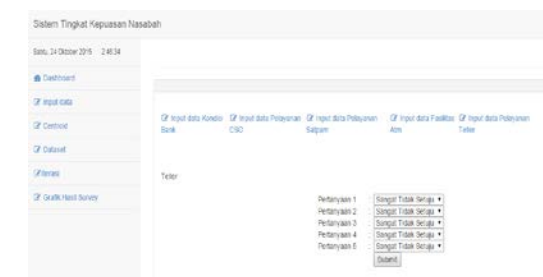 Sistem Tingkat Kepuasan Nasabah
Sabtu, 24 Oktober 2015 2:46:34
Dashboard
Input data
Centroid
Dataset
Iterasi
Grafik Hasil Survey
Input data Kondisi Bank
Input data Pelayanan CSO
Input data Pelayanan Satpam
Input data Fasilitas Atm
Input data Pelayanan Teller
Teller
Pertanyaan 1 : Sangat Tidak Setuju
Pertanyaan 2 : Sangat Tidak Setuju
Pertanyaan 3 : Sangat Tidak Setuju
Pertanyaan 4 : Sangat Tidak Setuju
Pertanyaan 5 : Sangat Tidak Setuju
Submit